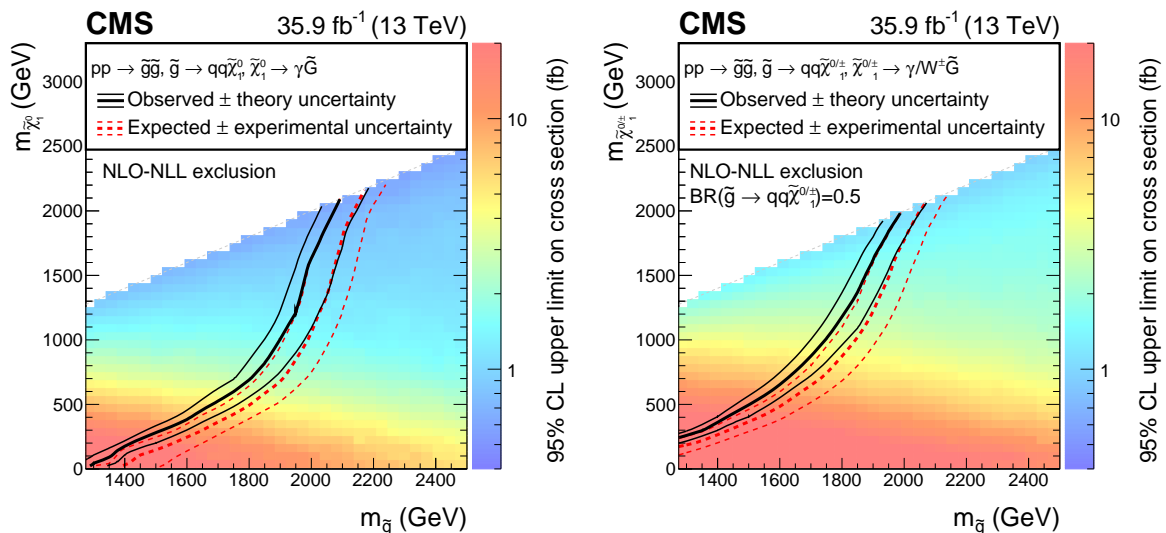 CMS 35.9 fb⁻¹ (13 TeV)
pp → g̃g̃, g̃ → qqχ̃⁰₁, χ̃⁰₁ → γG̃
Observed ± theory uncertainty
Expected ± experimental uncertainty
NLO-NLL exclusion
m_χ̃⁰₁ (GeV)
3000
2500
2000
1500
1000
500
0
1400 1600 1800 2000 2200 2400
m_g̃ (GeV)
10
1
95% CL upper limit on cross section (fb)
CMS 35.9 fb⁻¹ (13 TeV)
pp → g̃g̃, g̃ → qqχ̃⁰ᐟ±₁, χ̃⁰ᐟ±₁ → γ/W±G̃
Observed ± theory uncertainty
Expected ± experimental uncertainty
NLO-NLL exclusion
BR(g̃ → qqχ̃⁰ᐟ±₁)=0.5
m_χ̃⁰ᐟ±₁ (GeV)
3000
2500
2000
1500
1000
500
0
1400 1600 1800 2000 2200 2400
m_g̃ (GeV)
10
1
95% CL upper limit on cross section (fb)